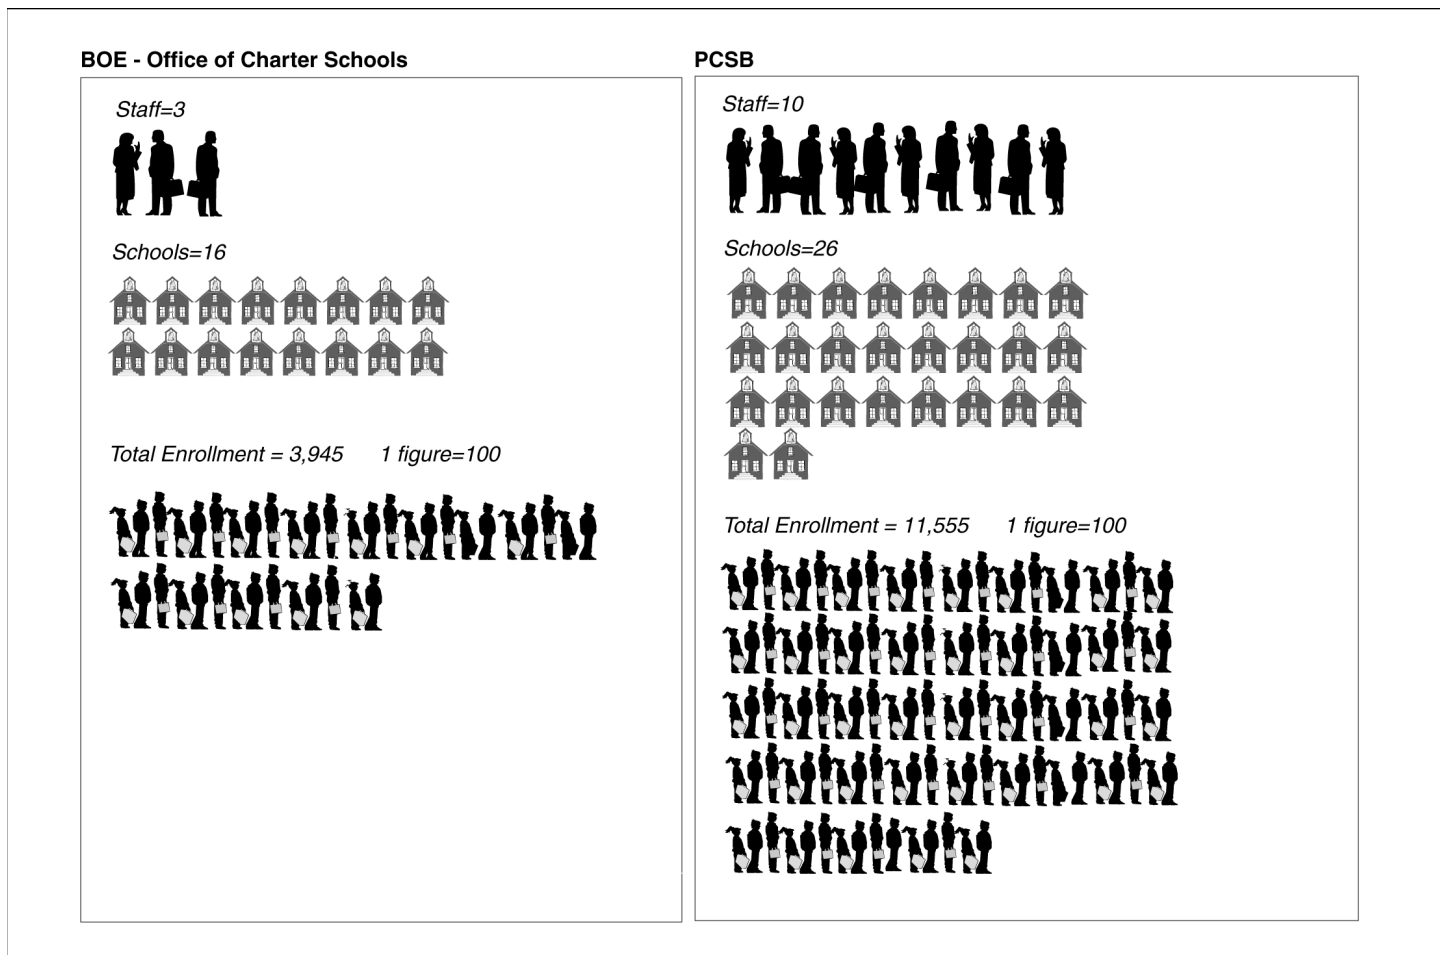 BOE - Office of Charter Schools
Staff=3
Schools=16
Total Enrollment = 3,945 1 figure=100
PCSB
Staff=10
Schools=26
Total Enrollment = 11,555 1 figure=100